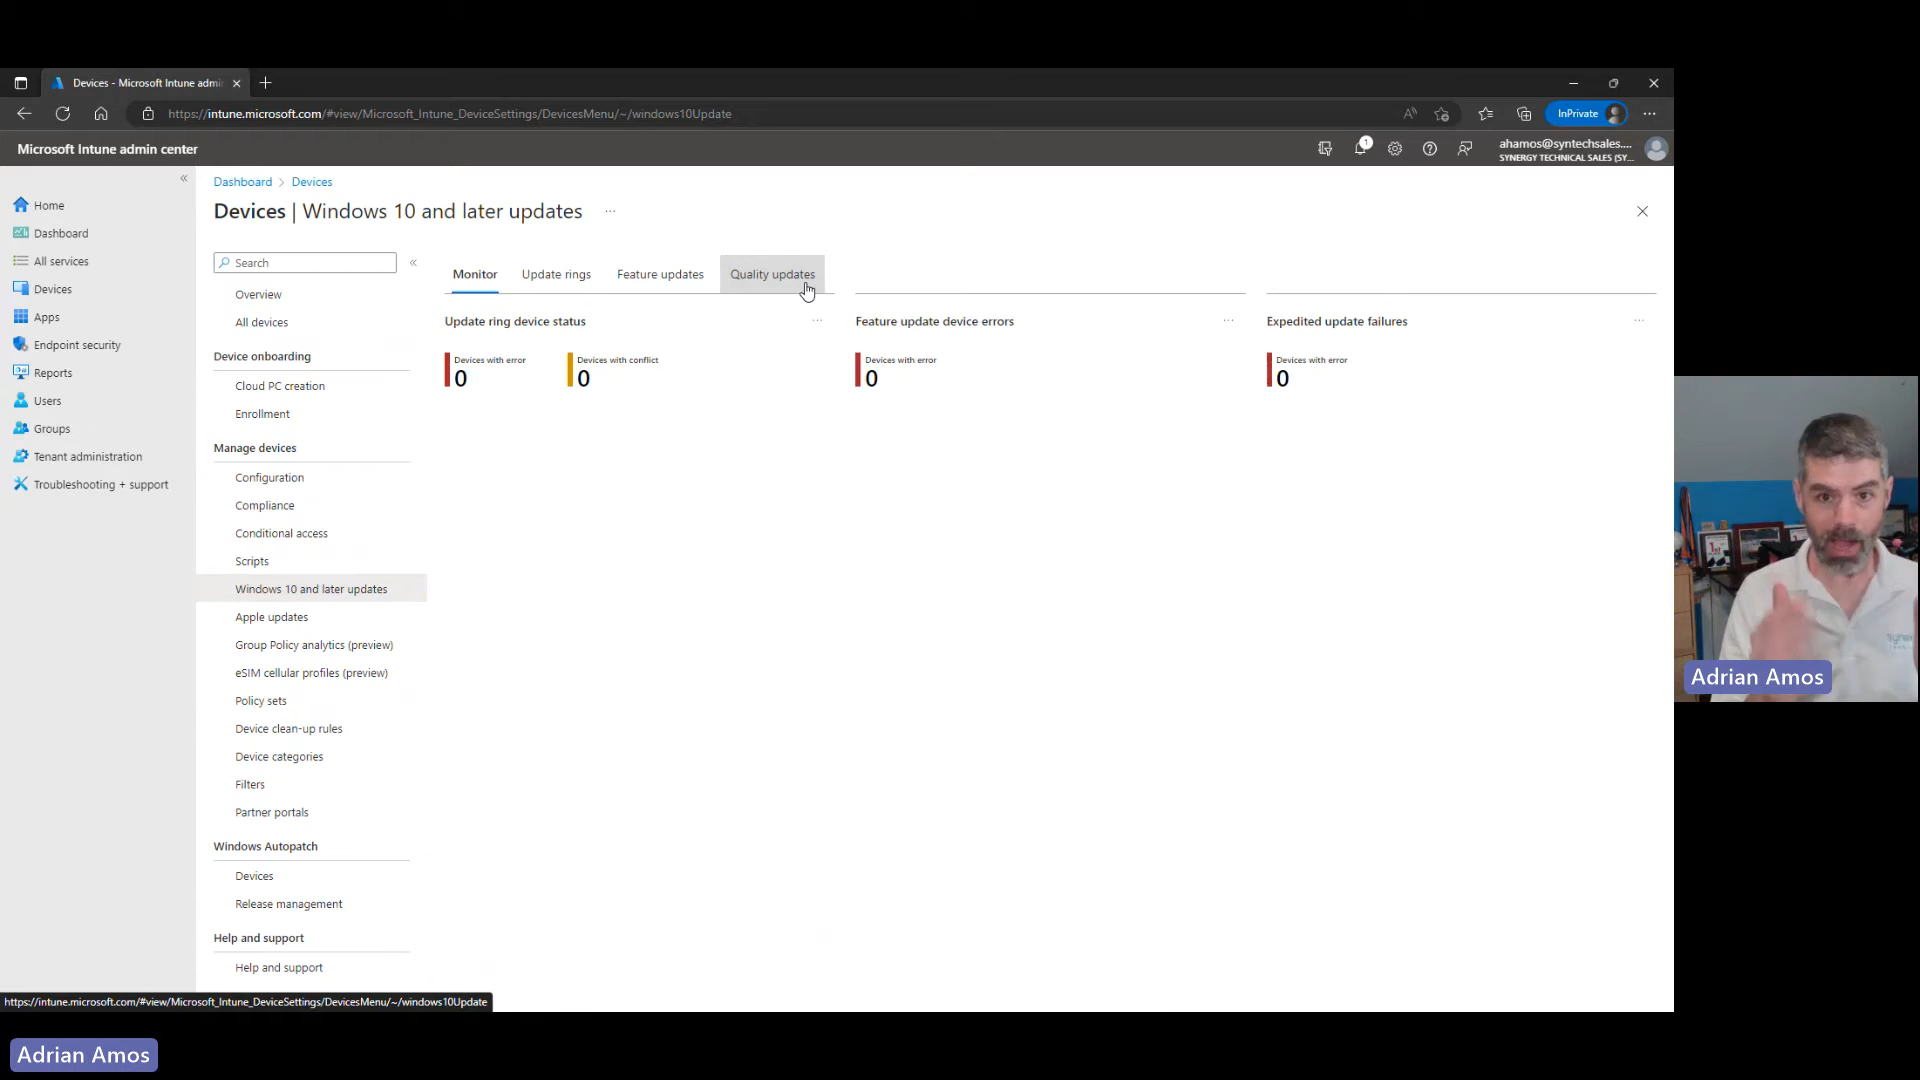 Devices - Microsoft Intune admi
https://intune.microsoft.com/#view/Microsoft_Intune_DeviceSettings/DevicesMenu/~/windows10Update
InPrivate
Microsoft Intune admin center
1
ahamos@syntechsales....
SYNERGY TECHNICAL SALES (SY...
Home
Dashboard
All services
Devices
Apps
Endpoint security
Reports
Users
Groups
Tenant administration
Troubleshooting + support
Dashboard > Devices
Devices | Windows 10 and later updates ...
Search
Overview
All devices
Device onboarding
Cloud PC creation
Enrollment
Manage devices
Configuration
Compliance
Conditional access
Scripts
Windows 10 and later updates
Apple updates
Group Policy analytics (preview)
eSIM cellular profiles (preview)
Policy sets
Device clean-up rules
Device categories
Filters
Partner portals
Windows Autopatch
Devices
Release management
Help and support
Help and support
Monitor Update rings Feature updates Quality updates
Update ring device status
Devices with error
0
Devices with conflict
0
Feature update device errors
Devices with error
0
Expedited update failures
Devices with error
0
https://intune.microsoft.com/#view/Microsoft_Intune_DeviceSettings/DevicesMenu/~/windows10Update
Adrian Amos
Adrian Amos